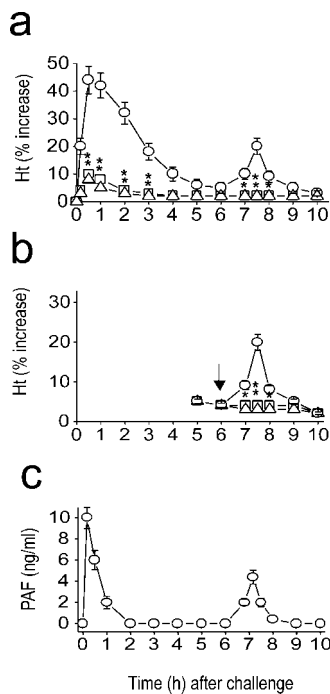 a
Ht (% increase)
50
40
30
20
10
0
** ** ** ** * ** *
0 1 2 3 4 5 6 7 8 9 10
b
Ht (% increase)
30
20
10
0
* ** *
0 1 2 3 4 5 6 7 8 9 10
c
PAF (ng/ml)
10
8
6
4
2
0
0 1 2 3 4 5 6 7 8 9 10
Time (h) after challenge